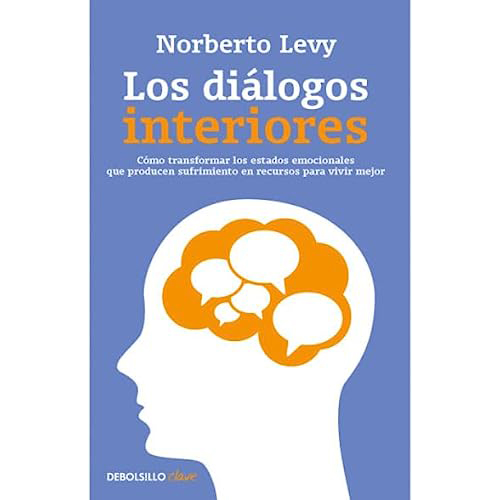 Norberto Levy
Los diálogos
interiores
Cómo transformar los estados emocionales
que producen sufrimiento en recursos para vivir mejor
DEBOLSILLO clave